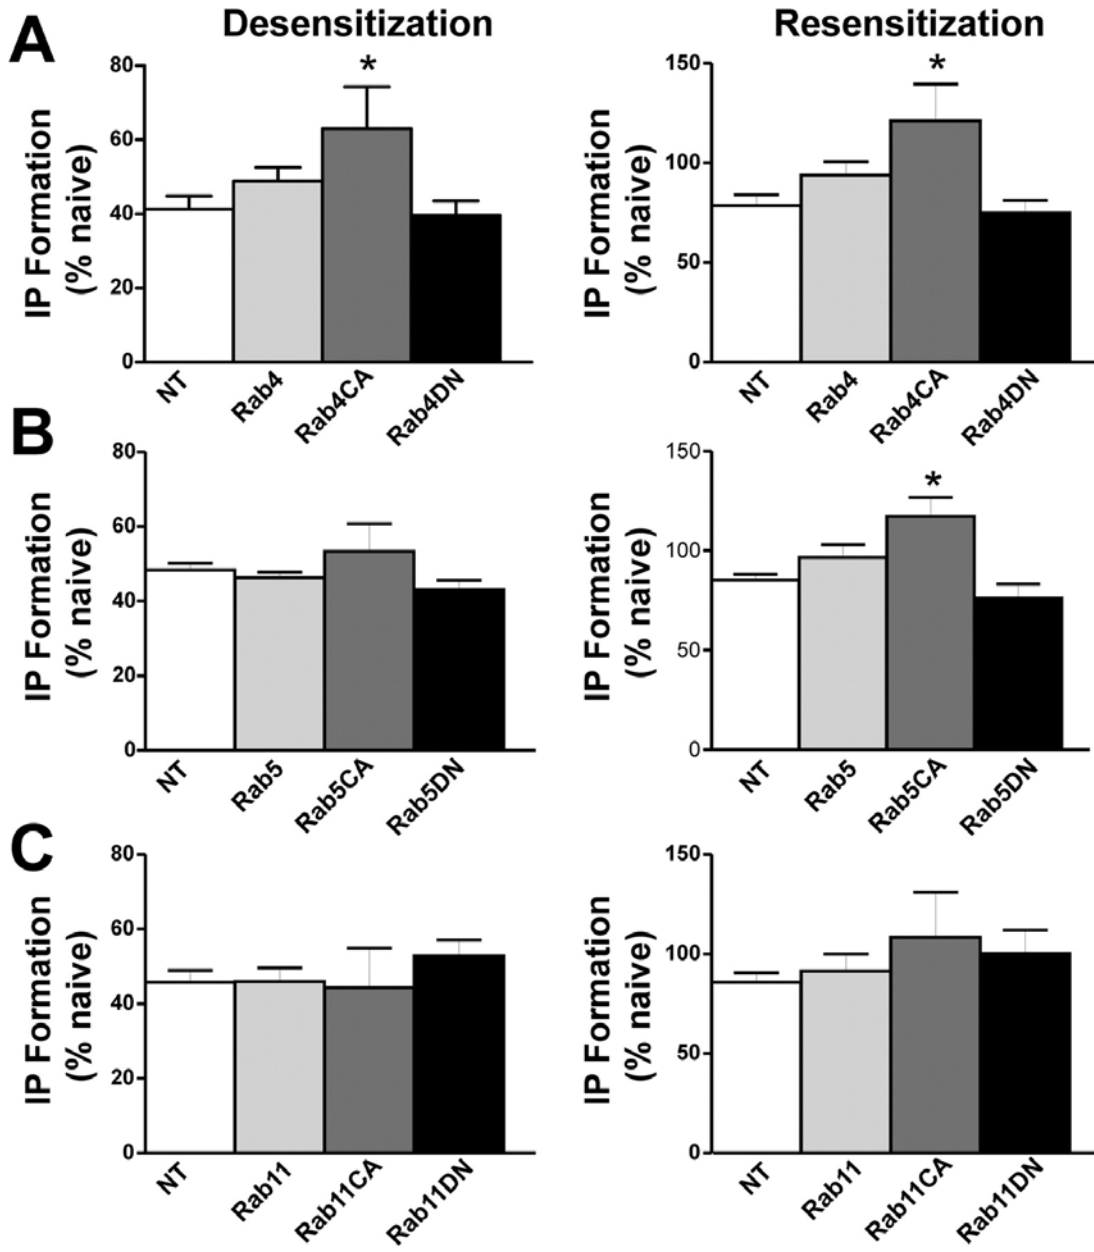 A
Desensitization
Resensitization
IP Formation
(% naive)
80
60
40
20
0
*
NT
Rab4
Rab4CA
Rab4DN
IP Formation
(% naive)
150
100
50
0
*
NT
Rab4
Rab4CA
Rab4DN
B
IP Formation
(% naive)
80
60
40
20
0
NT
Rab5
Rab5CA
Rab5DN
IP Formation
(% naive)
150
100
50
0
*
NT
Rab5
Rab5CA
Rab5DN
C
IP Formation
(% naive)
80
60
40
20
0
NT
Rab11
Rab11CA
Rab11DN
IP Formation
(% naive)
150
100
50
0
NT
Rab11
Rab11CA
Rab11DN